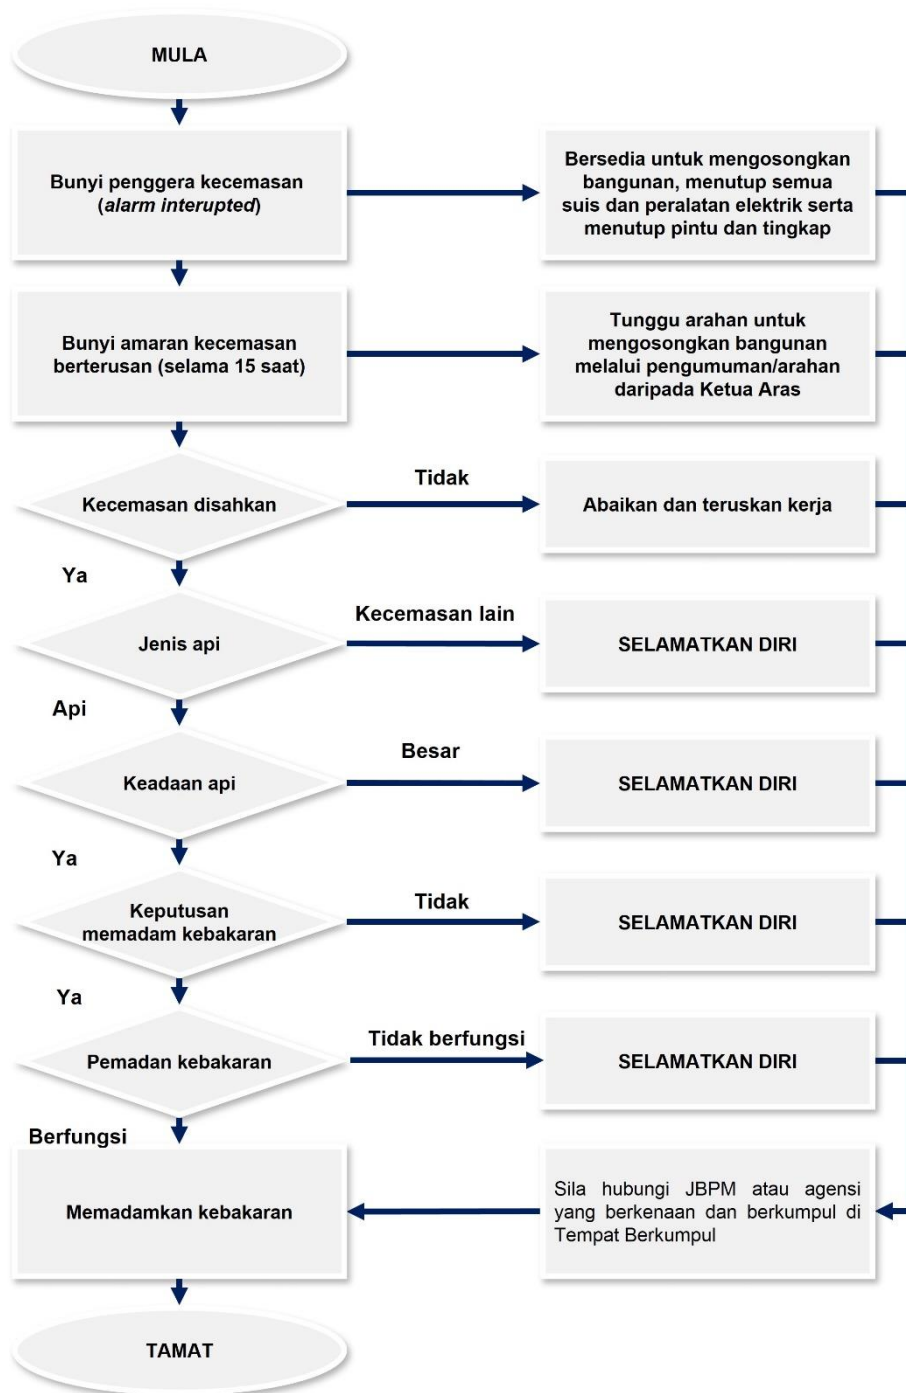 MULA
Bunyi penggera kecemasan
(alarm interupted)
Bersedia untuk mengosongkan
bangunan, menutup semua
suis dan peralatan elektrik serta
menutup pintu dan tingkap
Bunyi amaran kecemasan
berterusan (selama 15 saat)
Tunggu arahan untuk
mengosongkan bangunan
melalui pengumuman/arahan
daripada Ketua Aras
Kecemasan disahkan
Tidak
Abaikan dan teruskan kerja
Ya
Jenis api
Kecemasan lain
SELAMATKAN DIRI
Api
Keadaan api
Besar
SELAMATKAN DIRI
Ya
Keputusan
memadam kebakaran
Tidak
SELAMATKAN DIRI
Ya
Pemadan kebakaran
Tidak berfungsi
SELAMATKAN DIRI
Berfungsi
Memadamkan kebakaran
Sila hubungi JBPM atau agensi
yang berkenaan dan berkumpul di
Tempat Berkumpul
TAMAT